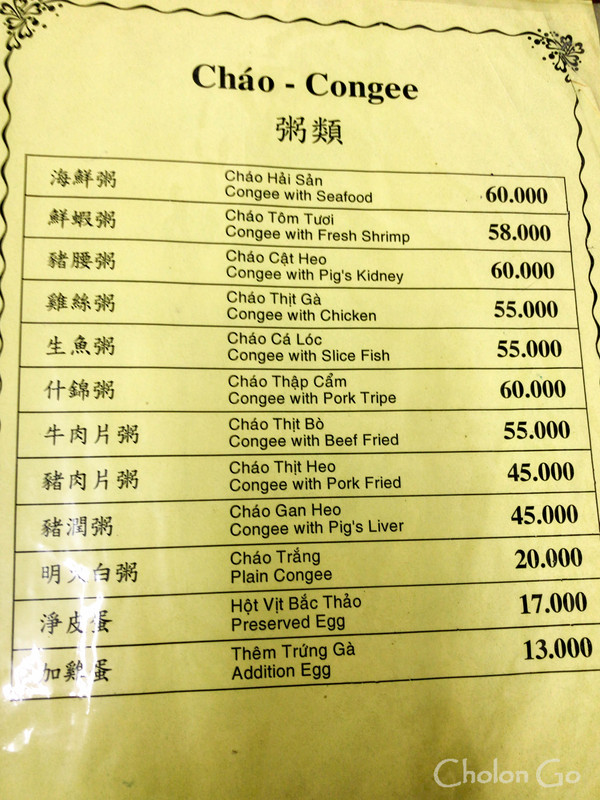 Cháo - Congee
粥類
海鮮粥
Cháo Hải Sản
Congee with Seafood
60.000
鮮蝦粥
Cháo Tôm Tươi
Congee with Fresh Shrimp
58.000
豬腰粥
Cháo Cật Heo
Congee with Pig's Kidney
60.000
雞絲粥
Cháo Thịt Gà
Congee with Chicken
55.000
生魚粥
Cháo Cá Lóc
Congee with Slice Fish
55.000
什錦粥
Cháo Thập Cẩm
Congee with Pork Tripe
60.000
牛肉片粥
Cháo Thịt Bò
Congee with Beef Fried
55.000
豬肉片粥
Cháo Thịt Heo
Congee with Pork Fried
45.000
豬潤粥
Cháo Gan Heo
Congee with Pig's Liver
45.000
明火白粥
Cháo Trắng
Plain Congee
20.000
淨皮蛋
Hột Vịt Bắc Thảo
Preserved Egg
17.000
加雞蛋
Thêm Trứng Gà
Addition Egg
13.000
Cholon Go